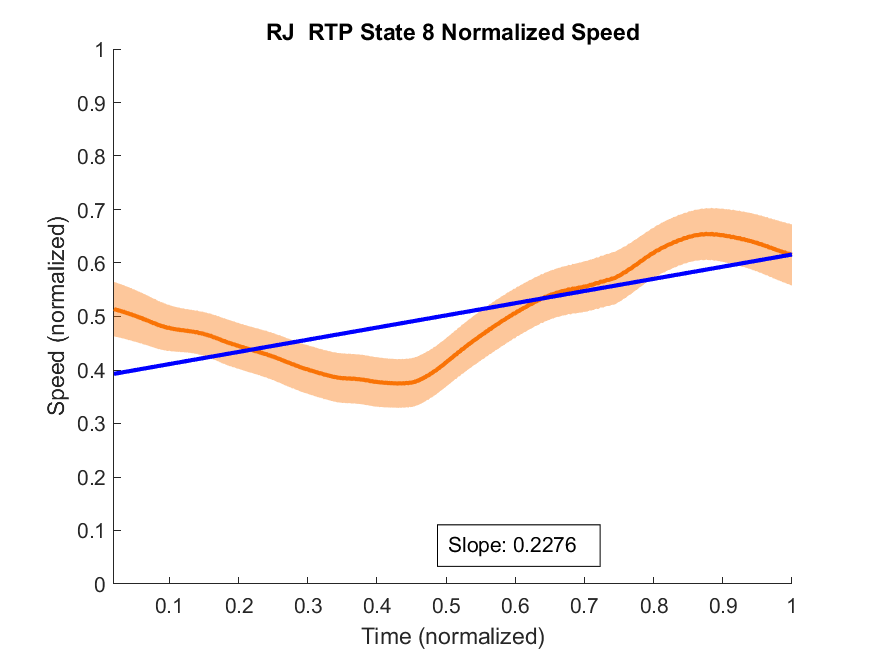 RJ  RTP State 8 Normalized Speed
1
0.9
0.8
0.7
0.6
0.5
0.4
0.3
0.2
0.1
0
Speed (normalized)
Slope: 0.2276
0.1 0.2 0.3 0.4 0.5 0.6 0.7 0.8 0.9 1
Time (normalized)